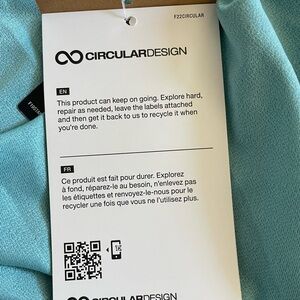 F22CIRCULAR
CIRCULARDESIGN
EN
This product can keep on going. Explore hard,
repair as needed, leave the labels attached
and then get it back to us to recycle it when
you're done.
FR
Ce produit est fait pour durer. Explorez
à fond, réparez-le au besoin, n'enlevez pas
les étiquettes et renvoyez-le-nous pour le
recycler une fois que vous ne l'utilisez plus.
CIRCULARDESIGN